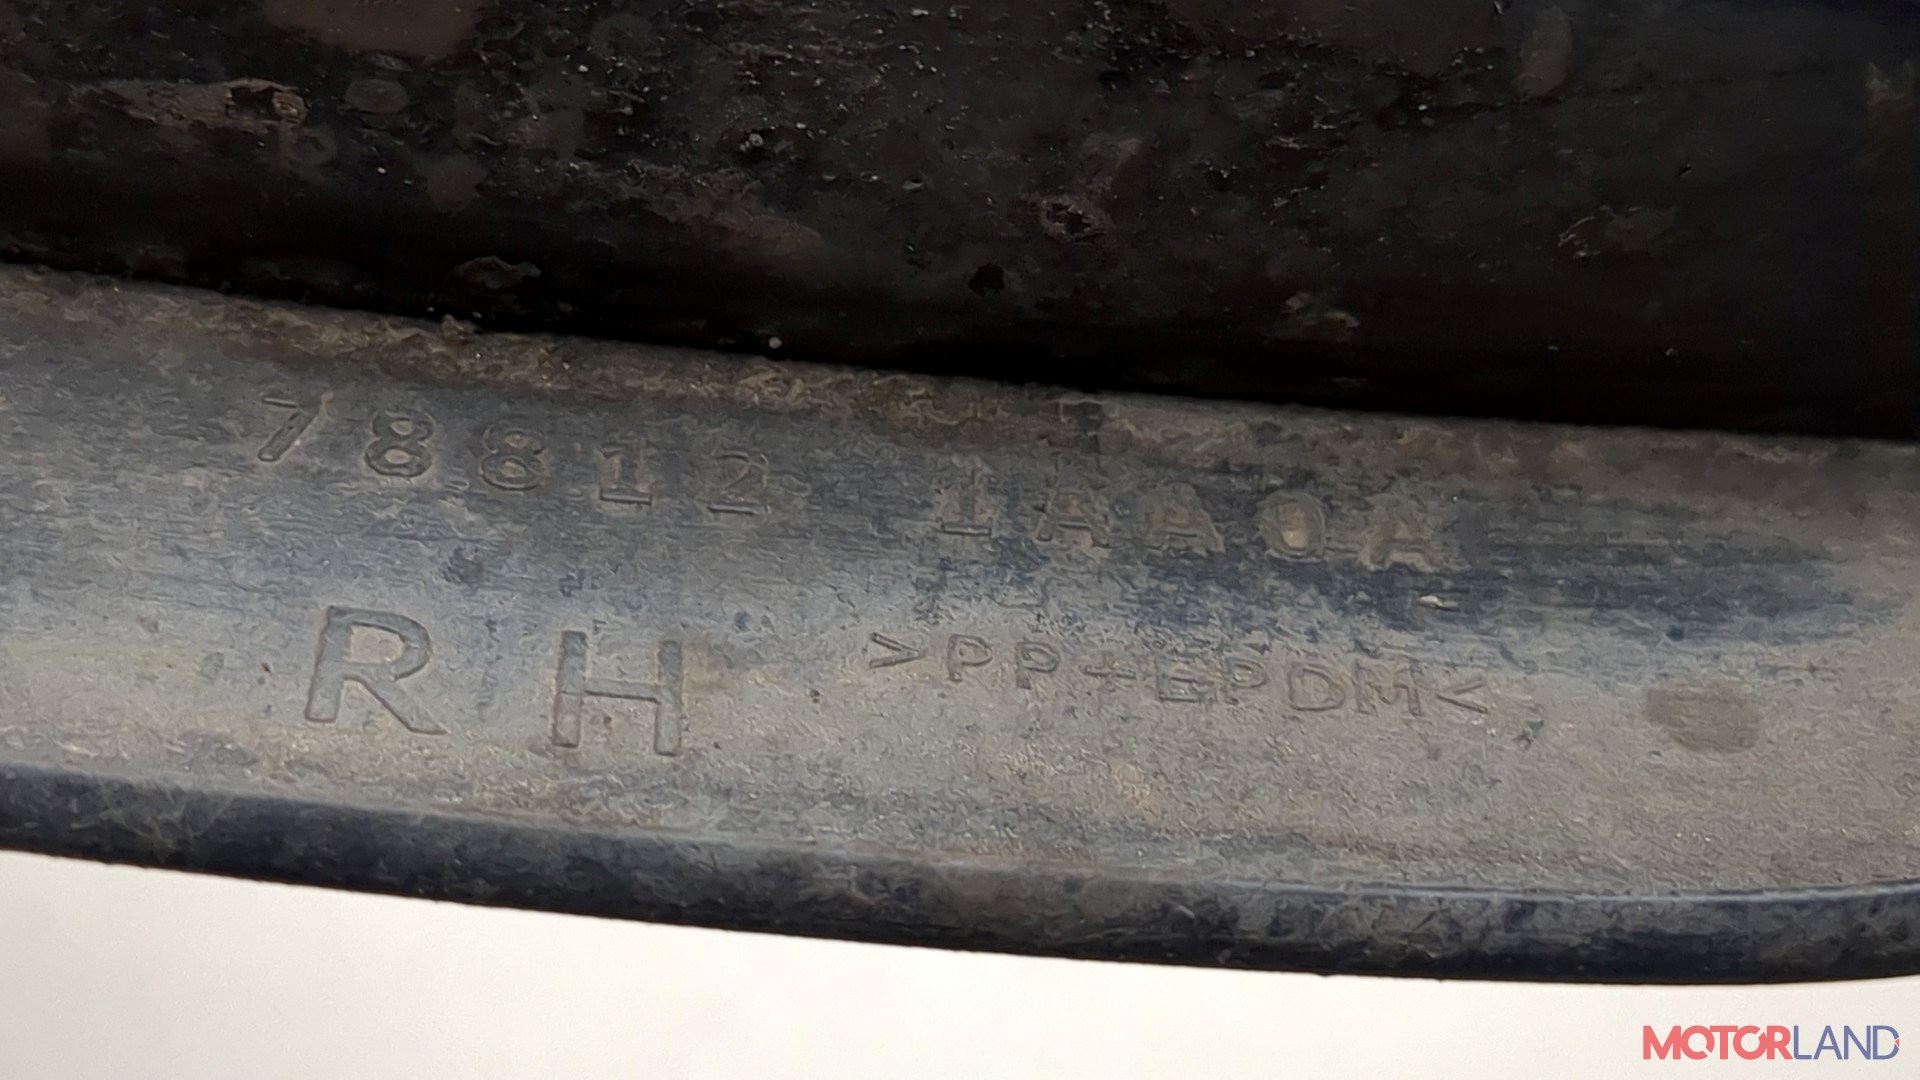 78812 1AA0A
RH >PP+EPDM<
MOTORLAND